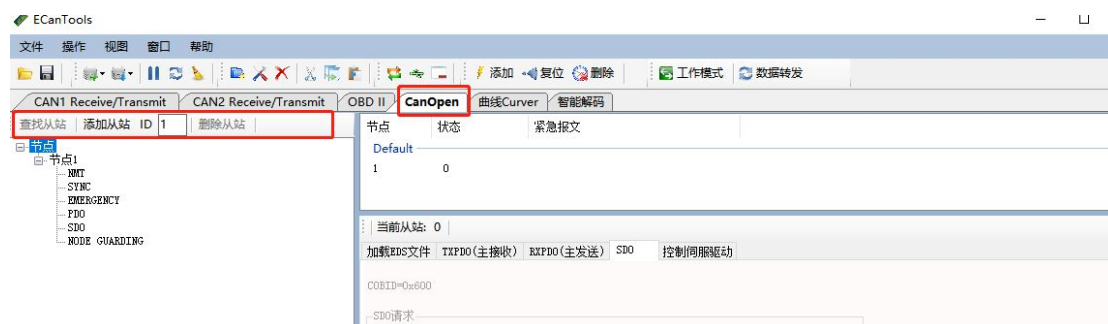 ECanTools
文件 操作 视图 窗口 帮助
添加 复位 删除 工作模式 数据转发
CAN1 Receive/Transmit CAN2 Receive/Transmit OBD II CanOpen 曲线Curver 智能解码
查找从站 添加从站 ID 1 删除从站
节点
节点1
NMT
SYNC
EMERGENCY
PDO
SDO
NODE GUARDING
节点 状态 紧急报文
Default
1 0
当前从站: 0
加载EDS文件 TXPDO(主接收) RXPDO(主发送) SDO 控制伺服驱动
COBID=0x600
SDO请求